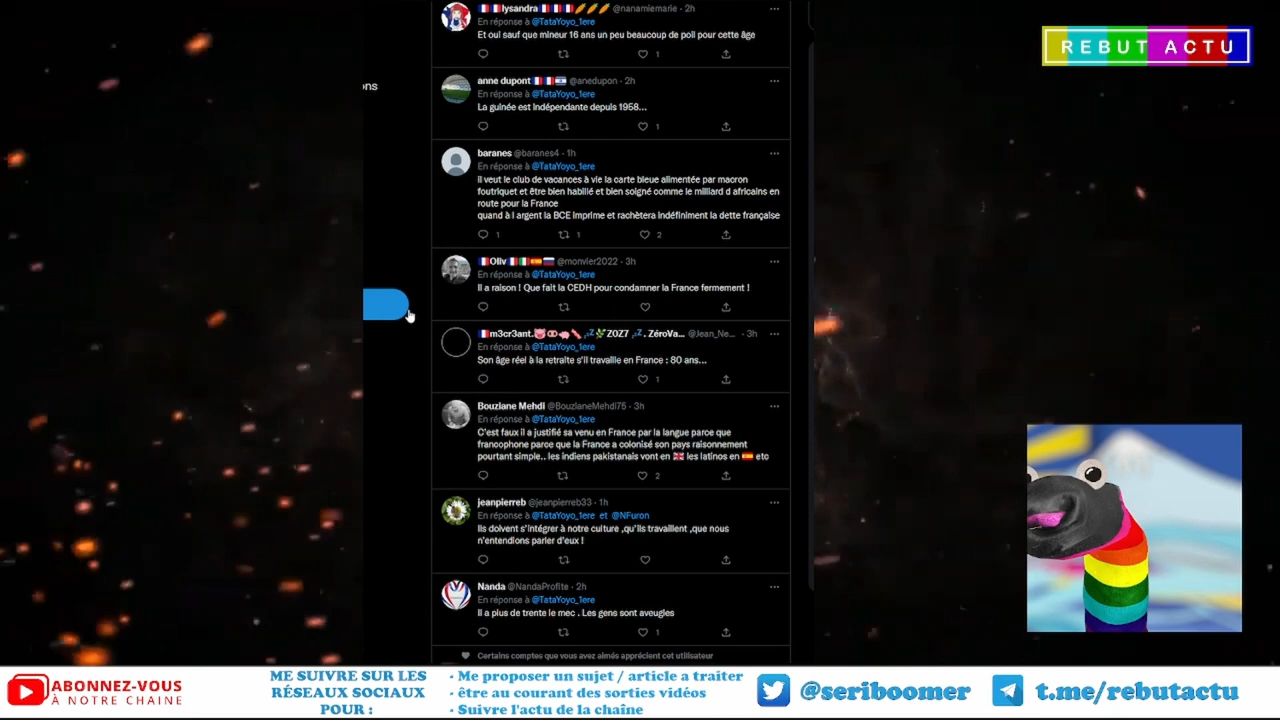 lysandra @nanamiemarie · 2h
En réponse à @TataYoyo_1ere
Et oui sauf que mineur 16 ans un peu beaucoup de poil pour cette âge
1
REBUT ACTU
ons
anne dupont @anedupon · 2h
En réponse à @TataYoyo_1ere
La guinée est indépendante depuis 1958...
1
baranes @baranes4 · 1h
En réponse à @TataYoyo_1ere
il veut le club de vacances à vie la carte bleue alimentée par macron
foutriquet et être bien habillé et bien soigné comme le milliard d africains en
route pour la France
quand à l argent la BCE imprime et rachètera indéfiniment la dette française
1 1 2
Oliv @monvier2022 · 3h
En réponse à @TataYoyo_1ere
Il a raison ! Que fait la CEDH pour condamner la France fermement !
m3cr3ant. ZOZ7 . ZéroVa... @Jean_Ne... · 3h
En réponse à @TataYoyo_1ere
Son âge réel à la retraite s'il travaille en France : 80 ans...
1
Bouziane Mehdi @BouzianeMehdi75 · 3h
En réponse à @TataYoyo_1ere
C'est faux il a justifié sa venu en France par la langue parce que
francophone parce que la France a colonisé son pays raisonnement
pourtant simple.. les indiens pakistanais vont en 🇬🇧 les latinos en 🇪🇸 etc
2
jeanpierreb @jeanpierreb33 · 1h
En réponse à @TataYoyo_1ere et @NFuron
Ils doivent s'intégrer à notre culture ,qu'ils travaillent ,que nous
n'entendions parler d'eux !
Nanda @NandaProfite · 2h
En réponse à @TataYoyo_1ere
Il a plus de trente le mec . Les gens sont aveugles
1
Certains comptes que vous avez aimés apprécient cet utilisateur
ABONNEZ-VOUS
À NOTRE CHAINE
ME SUIVRE SUR LES
RÉSEAUX SOCIAUX
POUR :
· Me proposer un sujet / article a traiter
· être au courant des sorties vidéos
· Suivre l'actu de la chaîne
@seriboomer
t.me/rebutactu